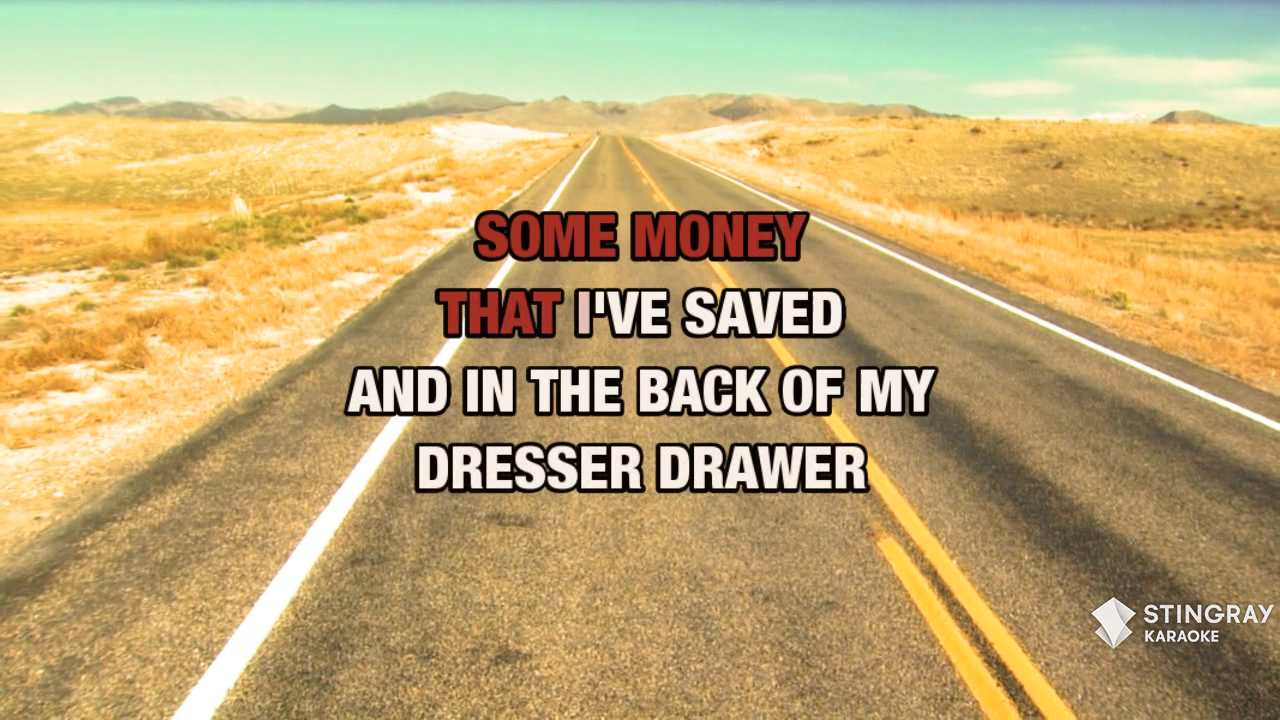 SOME MONEY
THAT I'VE SAVED
AND IN THE BACK OF MY
DRESSER DRAWER
STINGRAY
KARAOKE